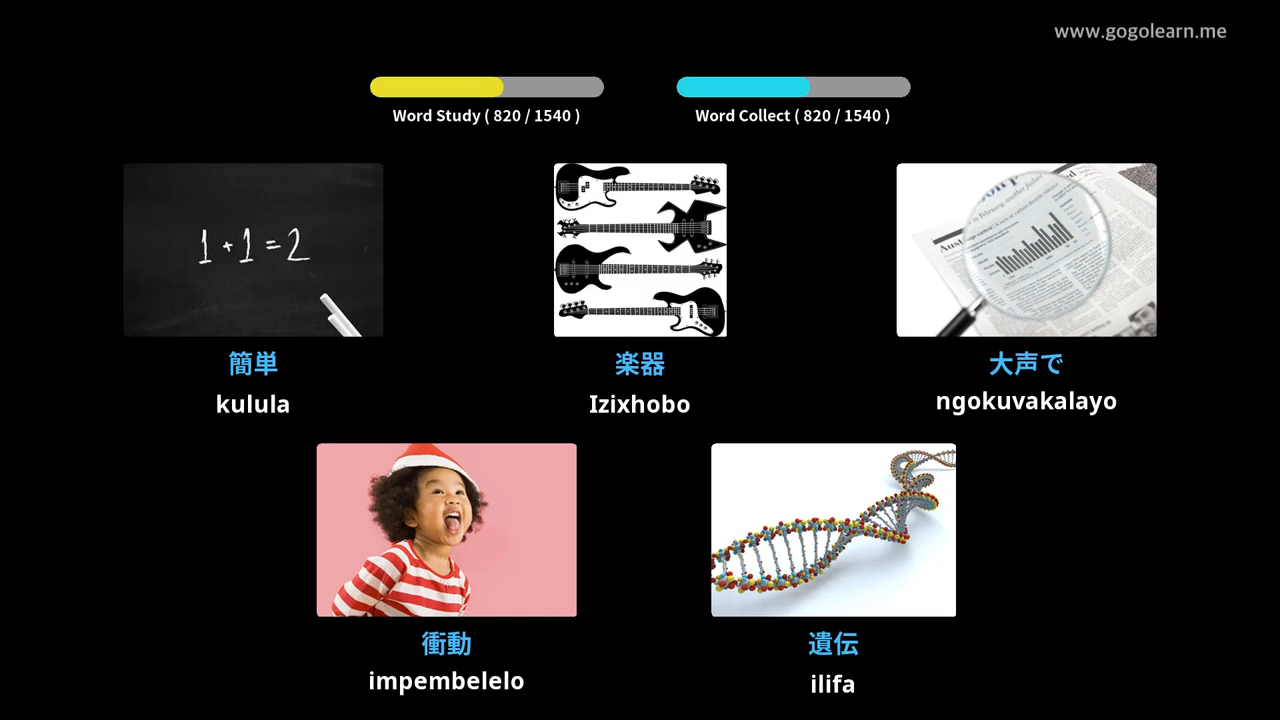 www.gogolearn.me
Word Study ( 820 / 1540 )
Word Collect ( 820 / 1540 )
1 + 1 = 2
簡単
kulula
楽器
Izixhobo
大声で
ngokuvakalayo
衝動
impembelelo
遺伝
ilifa